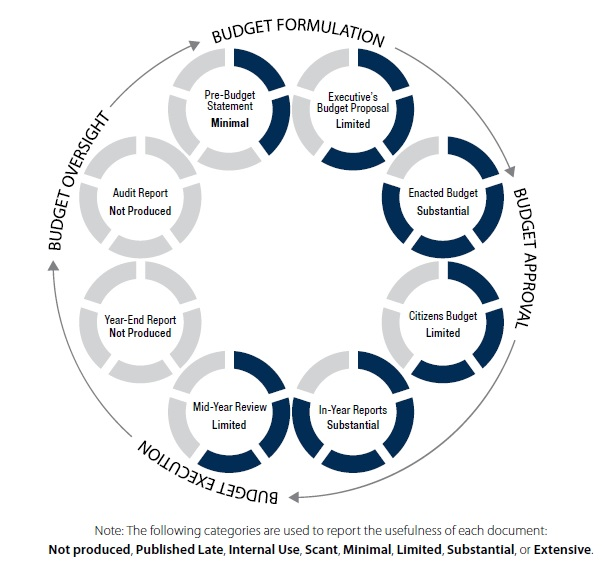 BUDGET FORMULATION
Pre-Budget
Statement
Minimal
Executive's
Budget Proposal
Limited
Enacted Budget
Substantial
BUDGET APPROVAL
Citizens Budget
Limited
In-Year Reports
Substantial
Mid-Year Review
Limited
BUDGET EXECUTION
Year-End Report
Not Produced
Audit Report
Not Produced
BUDGET OVERSIGHT
Note: The following categories are used to report the usefulness of each document:
Not produced, Published Late, Internal Use, Scant, Minimal, Limited, Substantial, or Extensive.